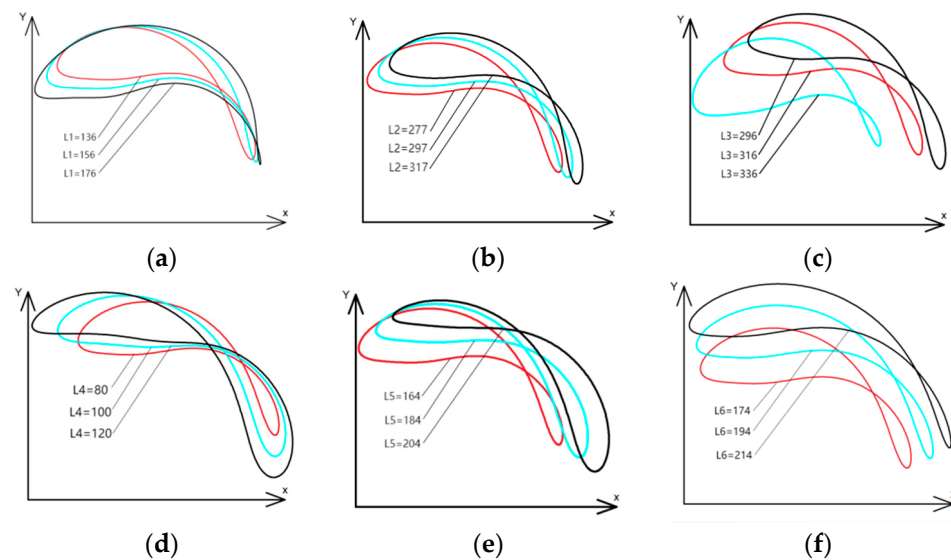 Y
L1=136
L1=156
L1=176
x
(a)
Y
L2=277
L2=297
L2=317
x
(b)
Y
L3=296
L3=316
L3=336
x
(c)
Y
L4=80
L4=100
L4=120
x
(d)
Y
L5=164
L5=184
L5=204
x
(e)
Y
L6=174
L6=194
L6=214
x
(f)